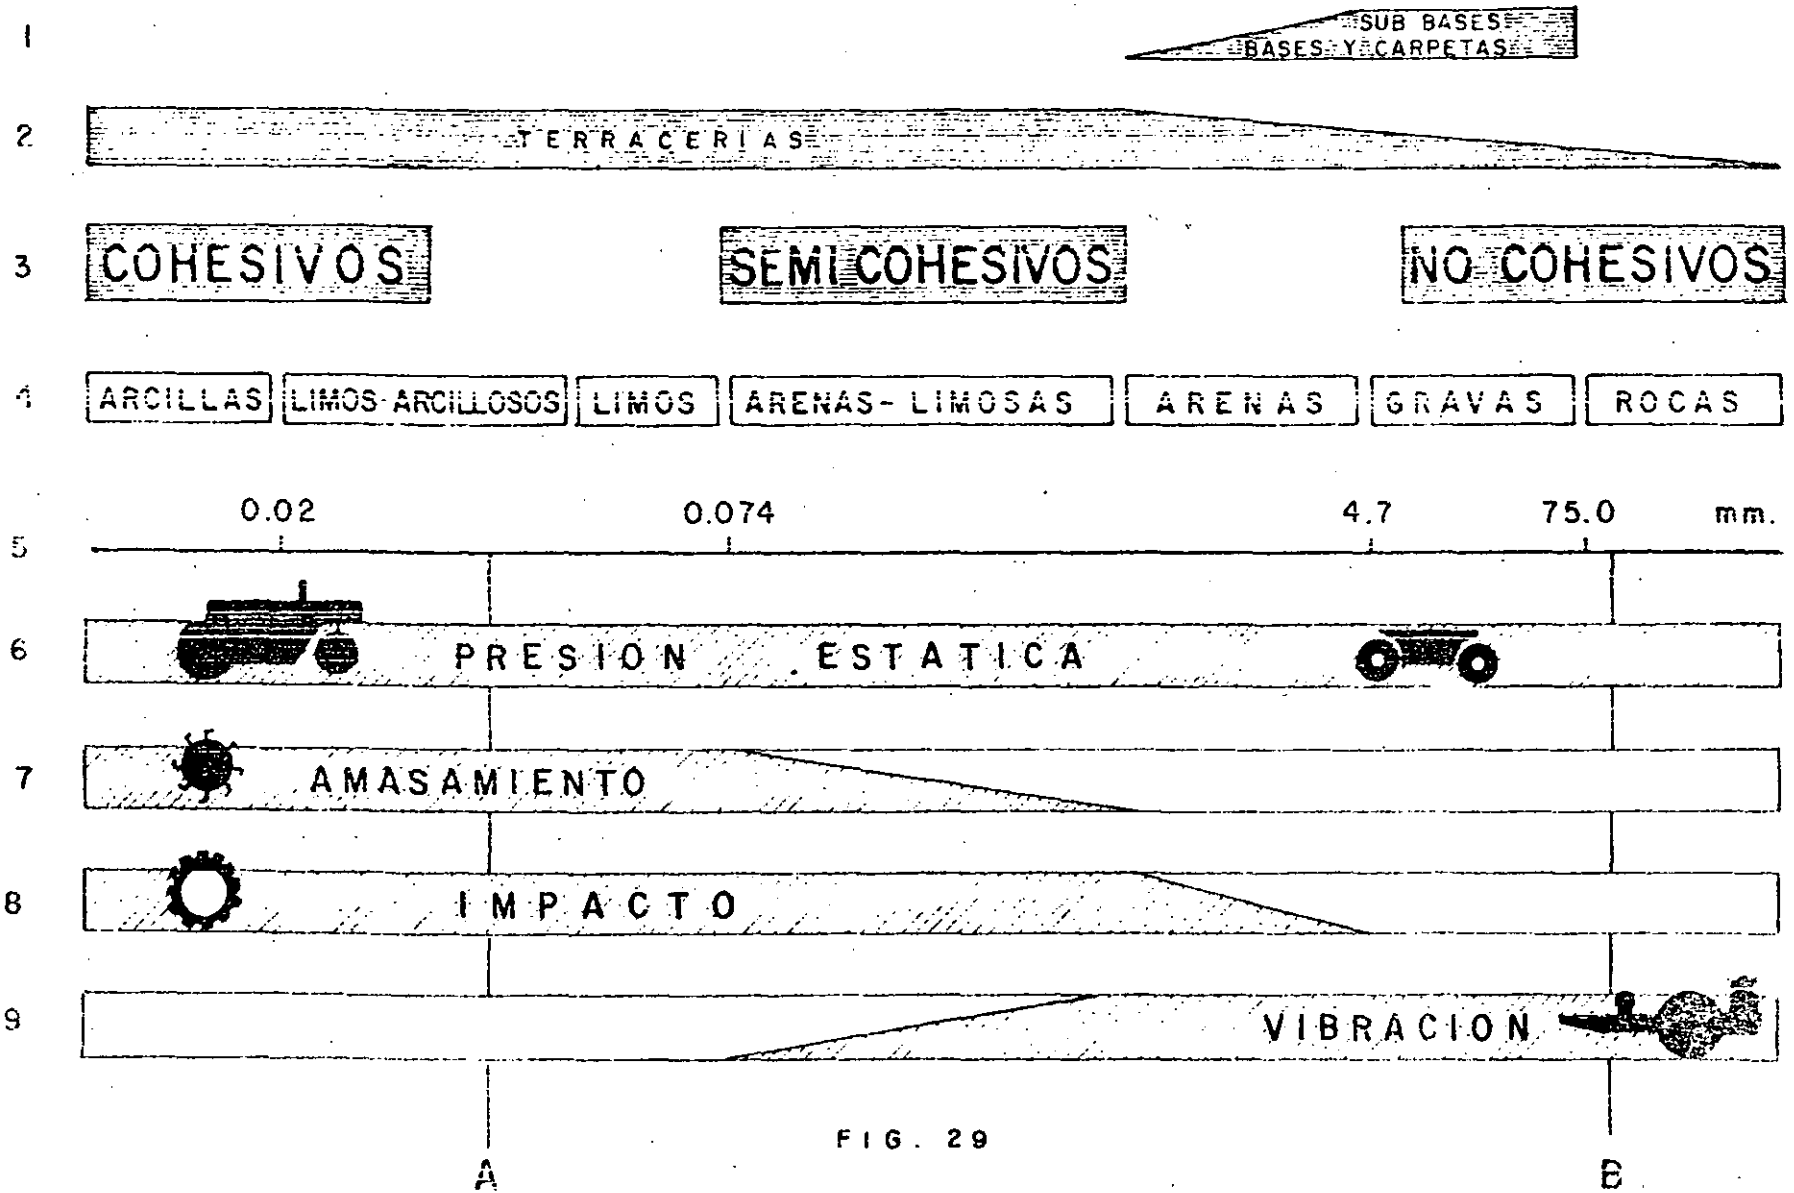 1 SUB BASES
BASES Y CARPETAS
2 TERRACERIAS
3 COHESIVOS SEMI COHESIVOS NO COHESIVOS
4 ARCILLAS LIMOS-ARCILLOSOS LIMOS ARENAS-LIMOSAS ARENAS GRAVAS ROCAS
0.02 0.074 4.7 75.0 mm.
5
6 PRESION ESTATICA
7 AMASAMIENTO
8 IMPACTO
9 VIBRACION
FIG. 29
A B